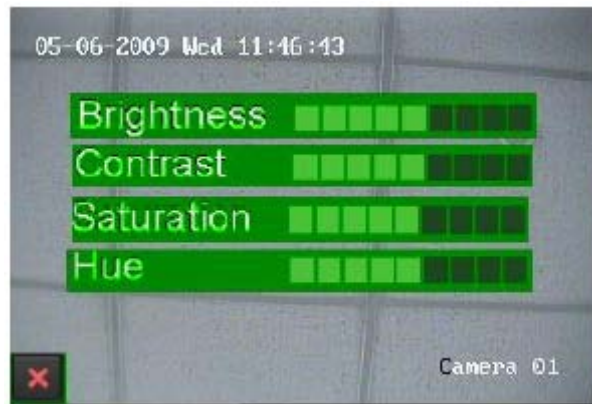 05-06-2009 Wed 11:46:43
Brightness
Contrast
Saturation
Hue
Camera 01